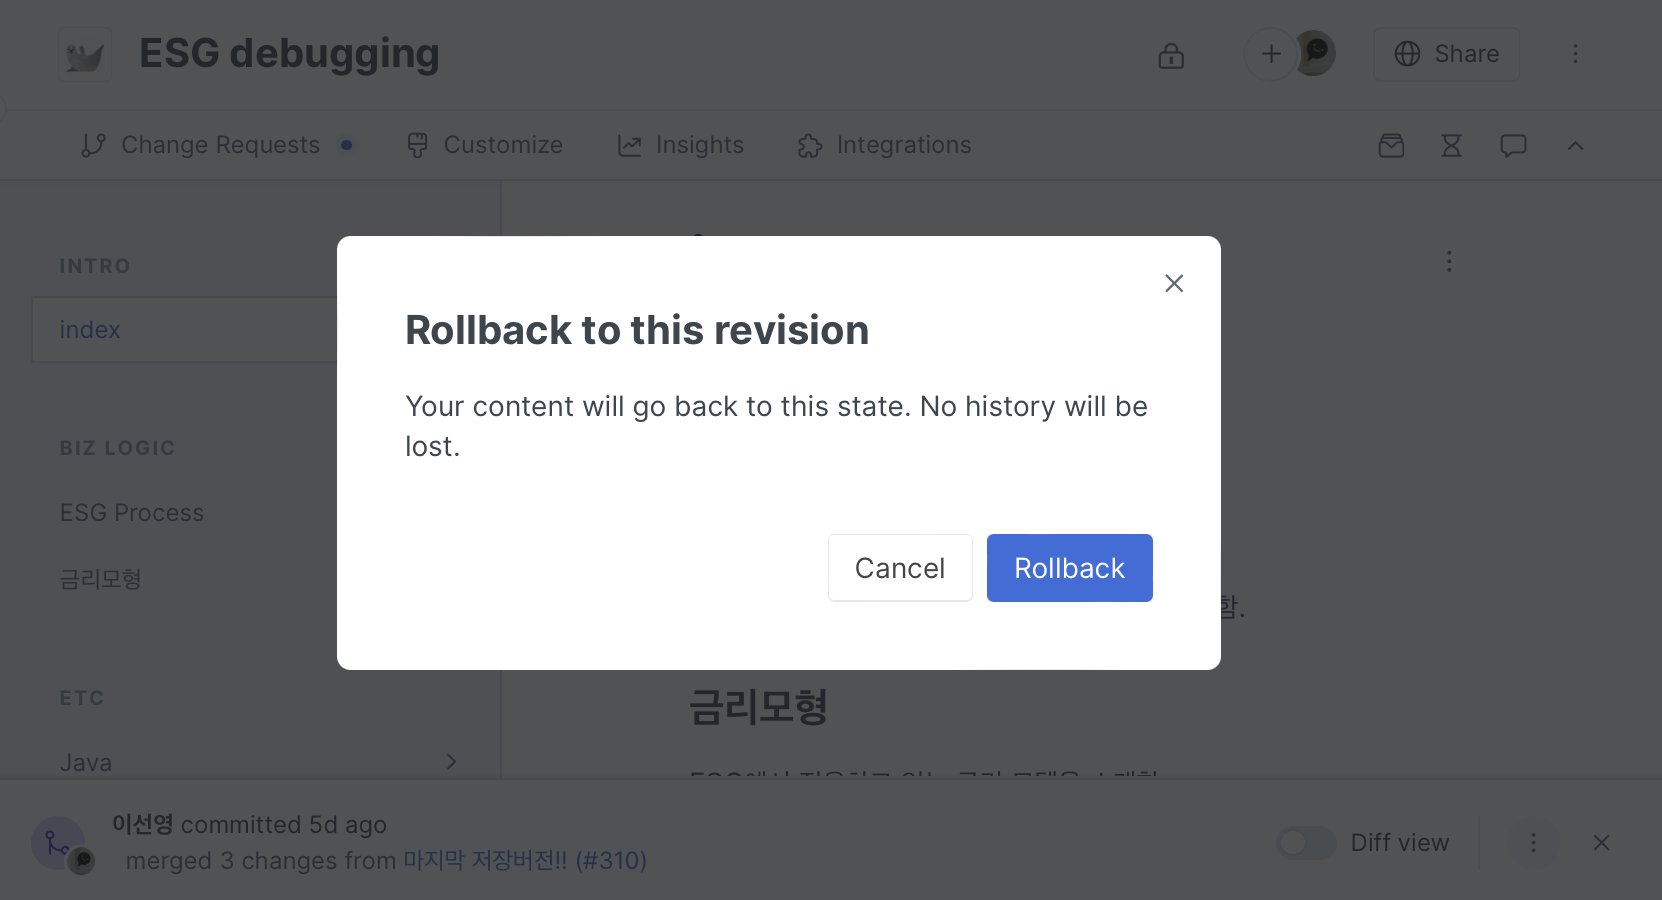 ESG debugging
Share
Change Requests
Customize
Insights
Integrations
INTRO
index
BIZ LOGIC
ESG Process
금리모형
ETC
Java
Rollback to this revision
Your content will go back to this state. No history will be
lost.
Cancel
Rollback
함.
금리모형
이선영 committed 5d ago
merged 3 changes from 마지막 저장버전!! (#310)
Diff view